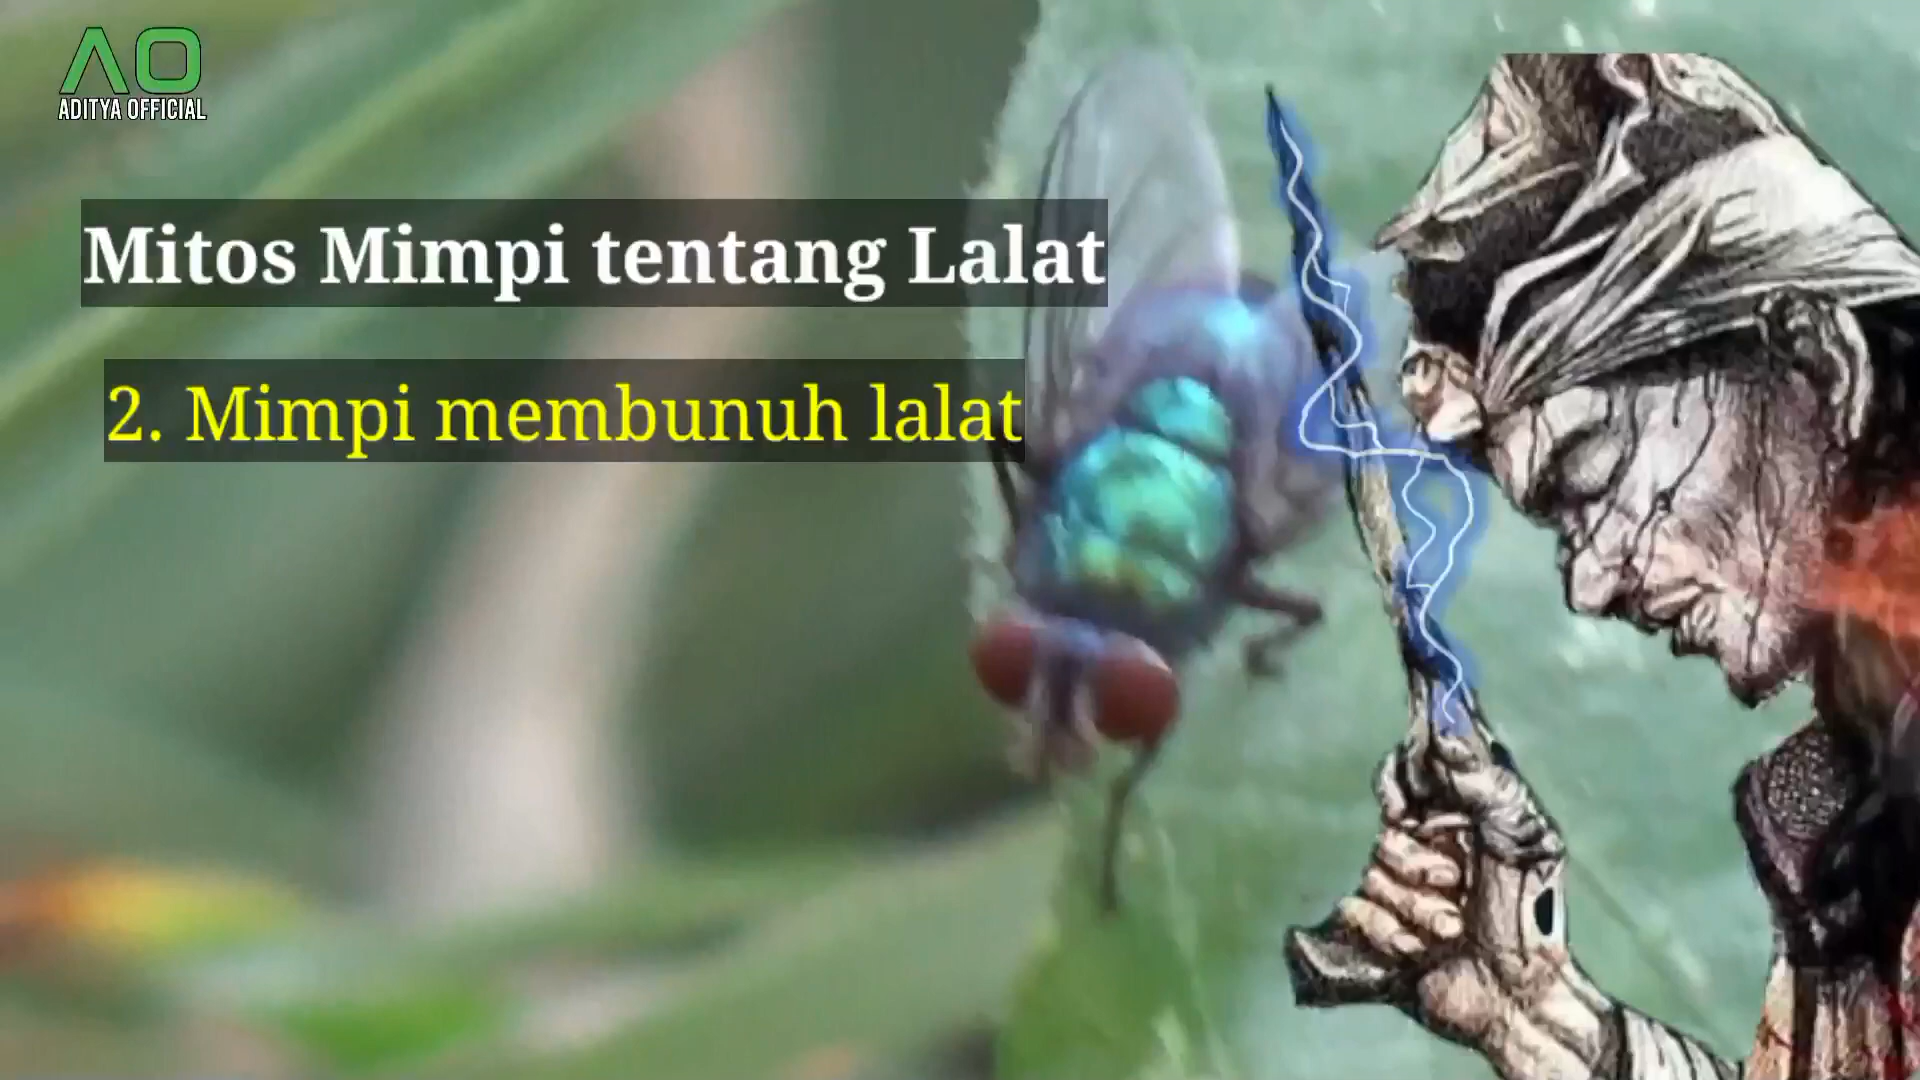 AO
ADITYA OFFICIAL
Mitos Mimpi tentang Lalat
2. Mimpi membunuh lalat